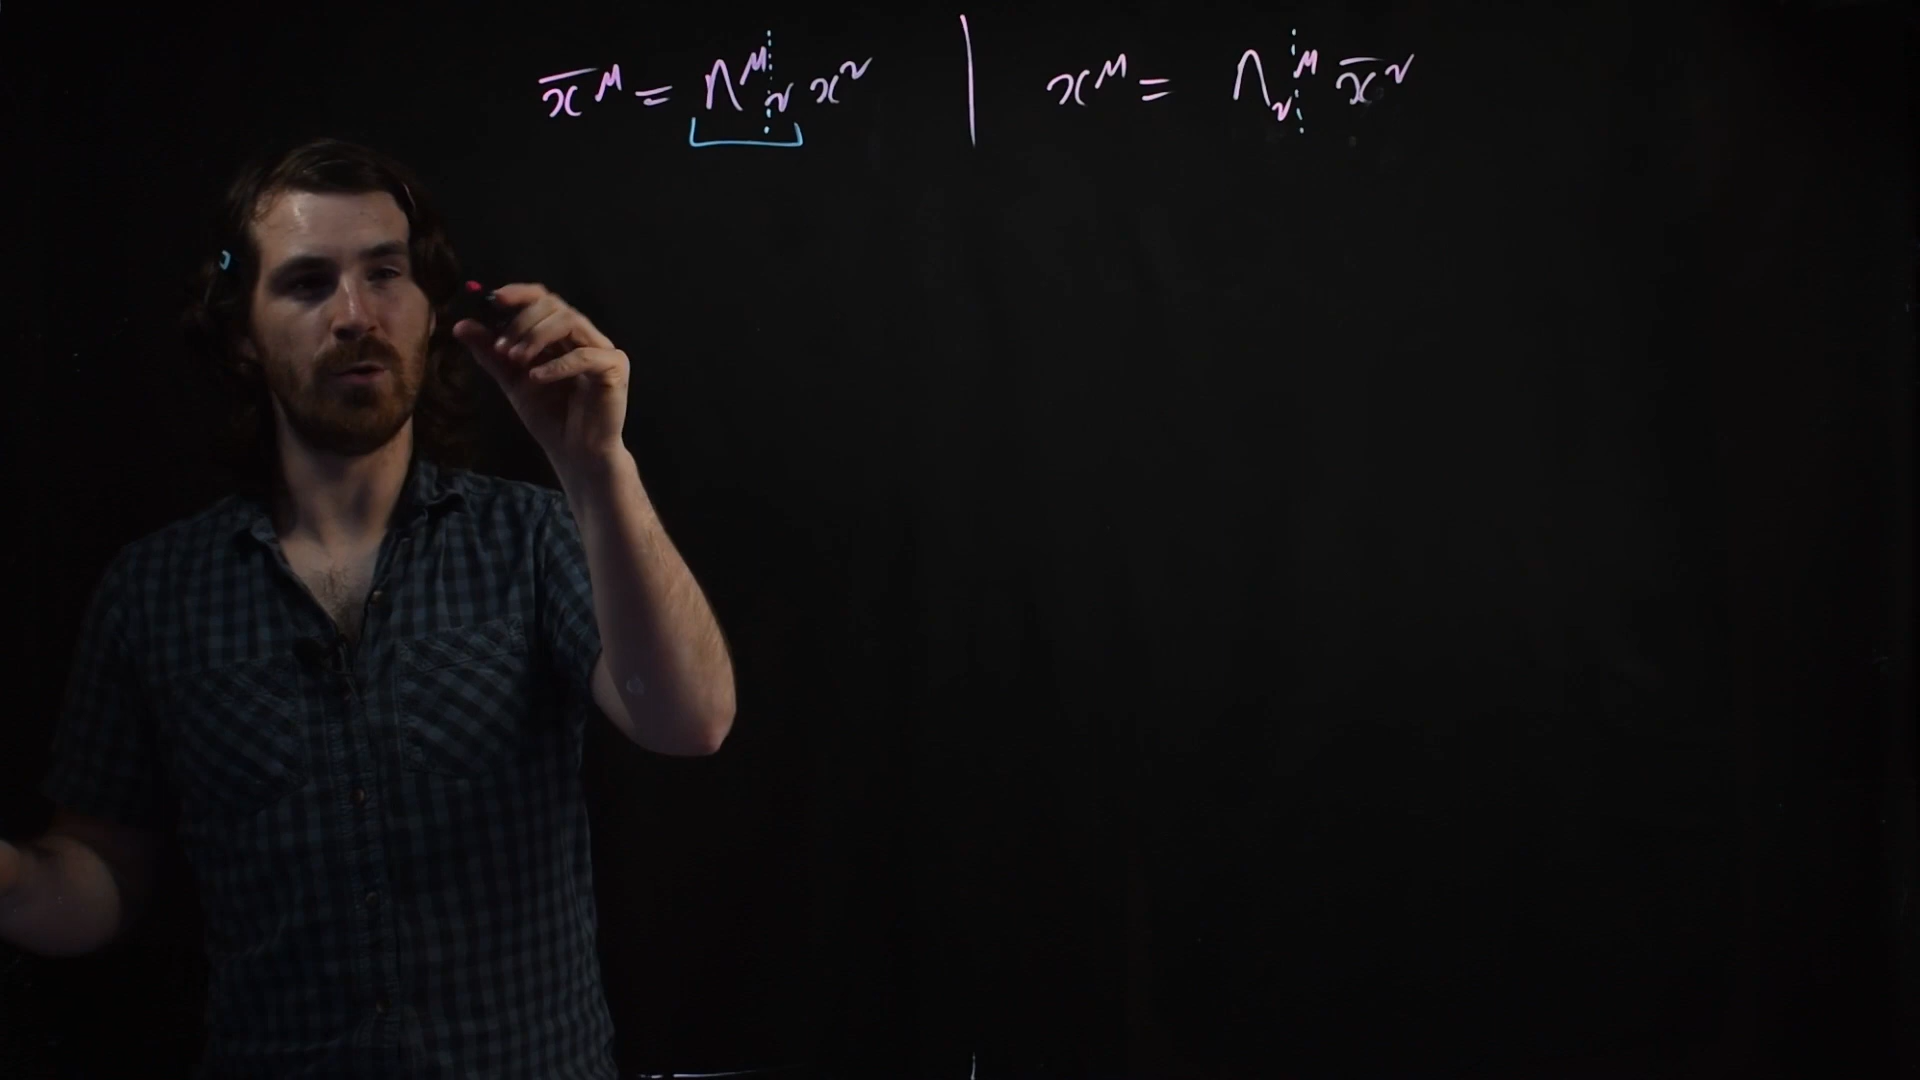 x̄^μ = Λ^μ_ν x^ν | x^μ = Λ_ν^μ x̄^ν